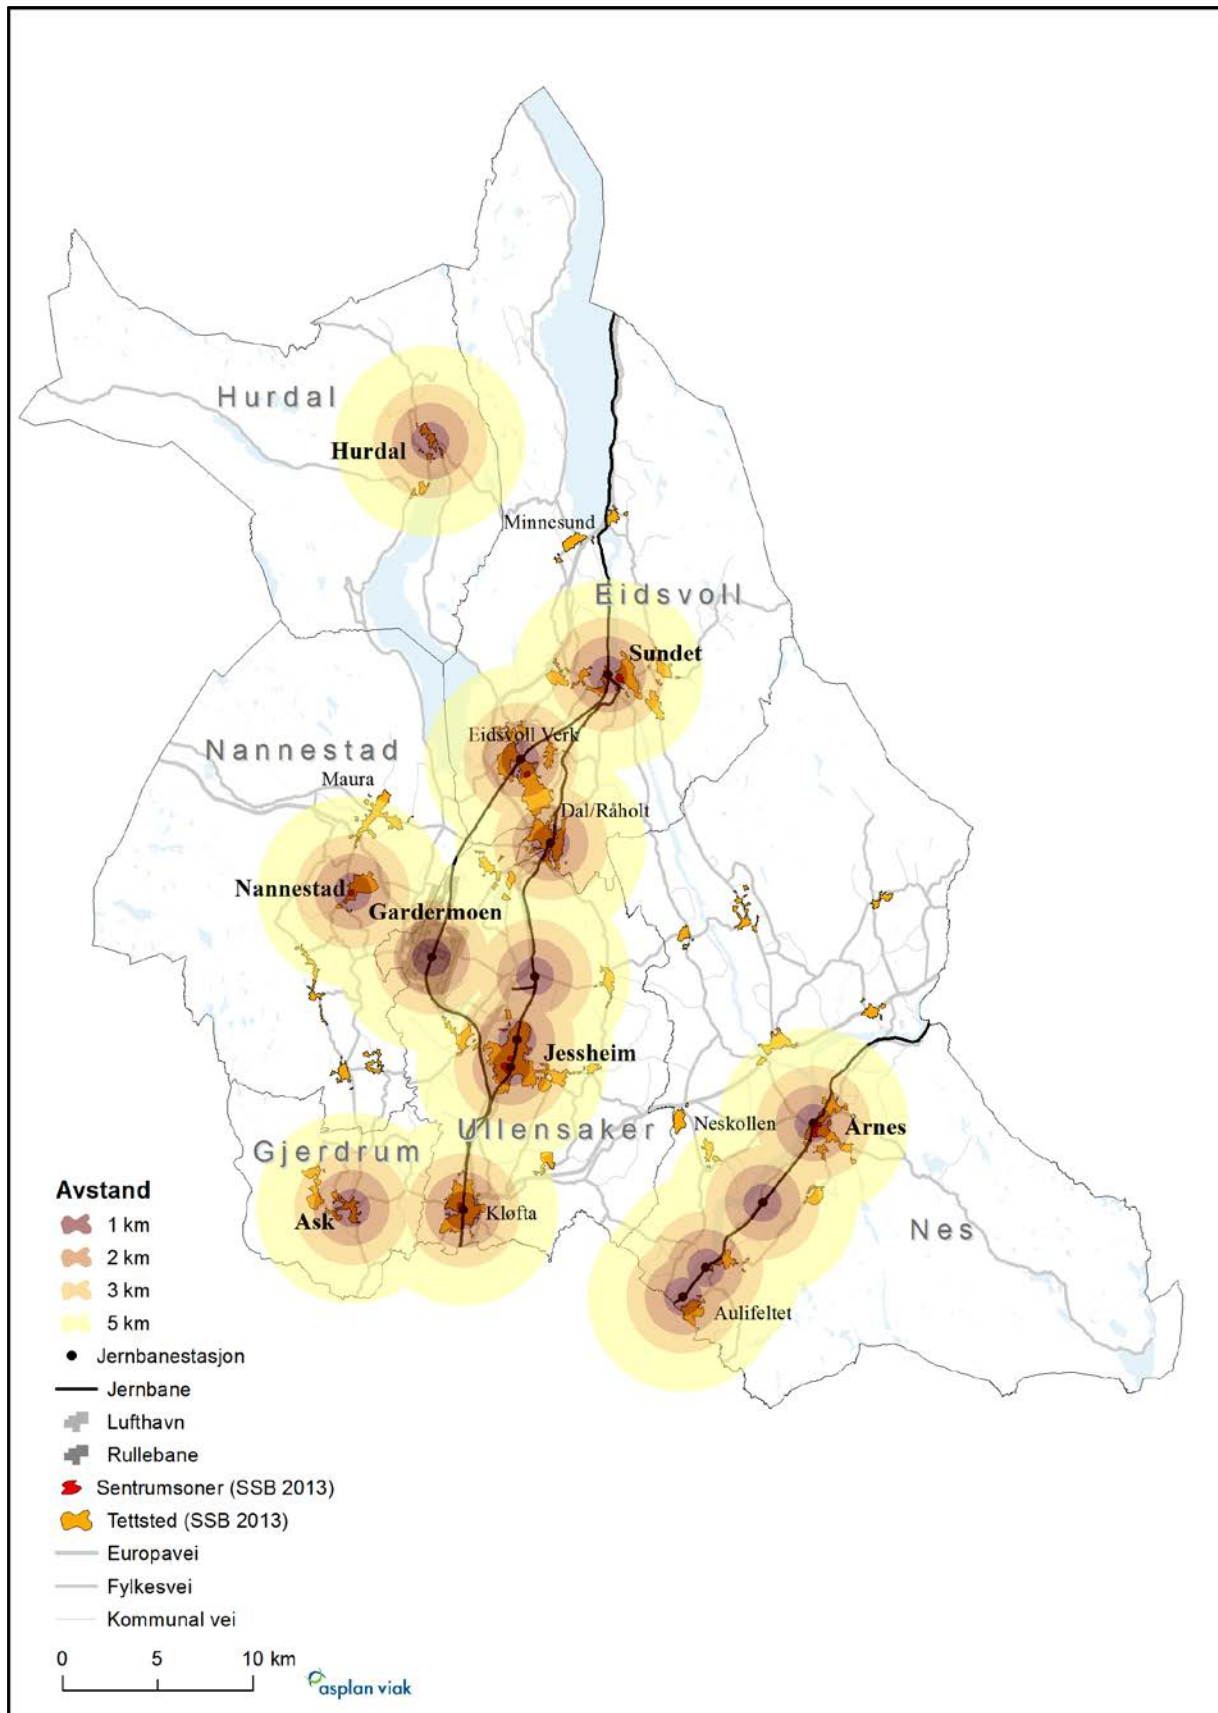 Hurdal
Hurdal
Minnesund
Eidsvoll
Sundet
Eidsvoll Verk
Nannestad
Maura
Dal/Råholt
Nannestad
Gardermoen
Jessheim
Neskollen
Årnes
Ullensaker
Gjerdrum
Ask
Kløfta
Nes
Aulifeltet
Avstand
1 km
2 km
3 km
5 km
Jernbanestasjon
Jernbane
Lufthavn
Rullebane
Sentrumsoner (SSB 2013)
Tettsted (SSB 2013)
Europavei
Fylkesvei
Kommunal vei
0 5 10 km
asplan viak